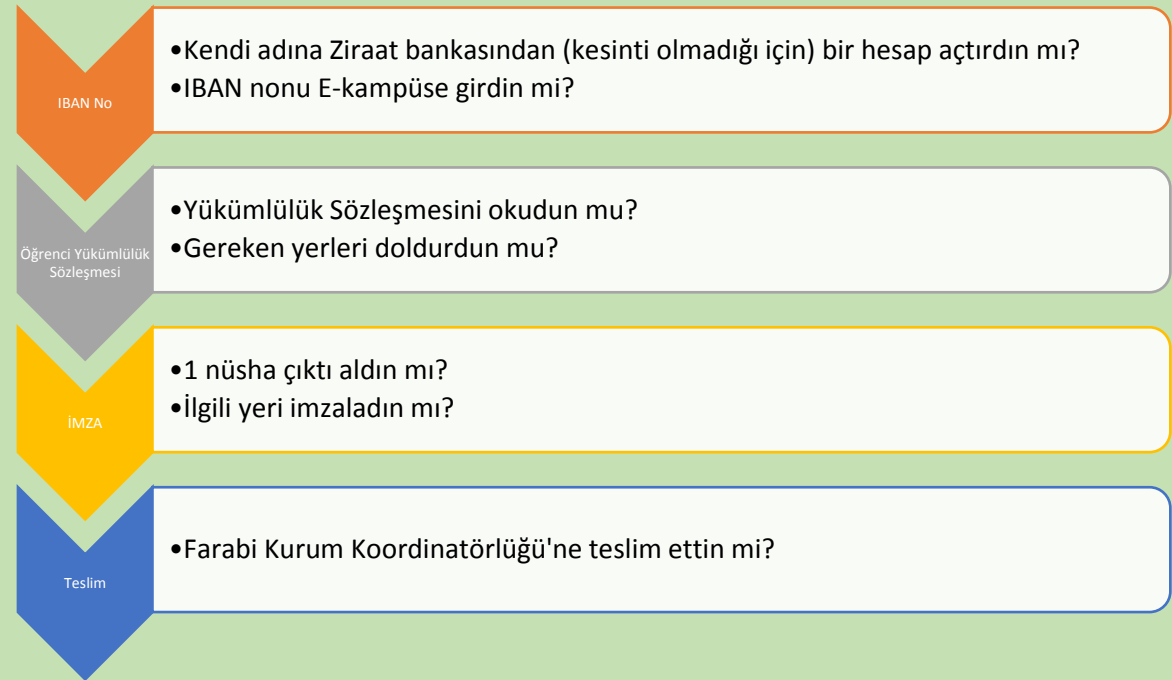 IBAN No
•Kendi adına Ziraat bankasından (kesinti olmadığı için) bir hesap açtırdın mı?
•IBAN nonu E-kampüse girdin mi?
Öğrenci Yükümlülük
Sözleşmesi
•Yükümlülük Sözleşmesini okudun mu?
•Gereken yerleri doldurdun mu?
İMZA
•1 nüsha çıktı aldın mı?
•İlgili yeri imzaladın mı?
Teslim
•Farabi Kurum Koordinatörlüğü'ne teslim ettin mi?